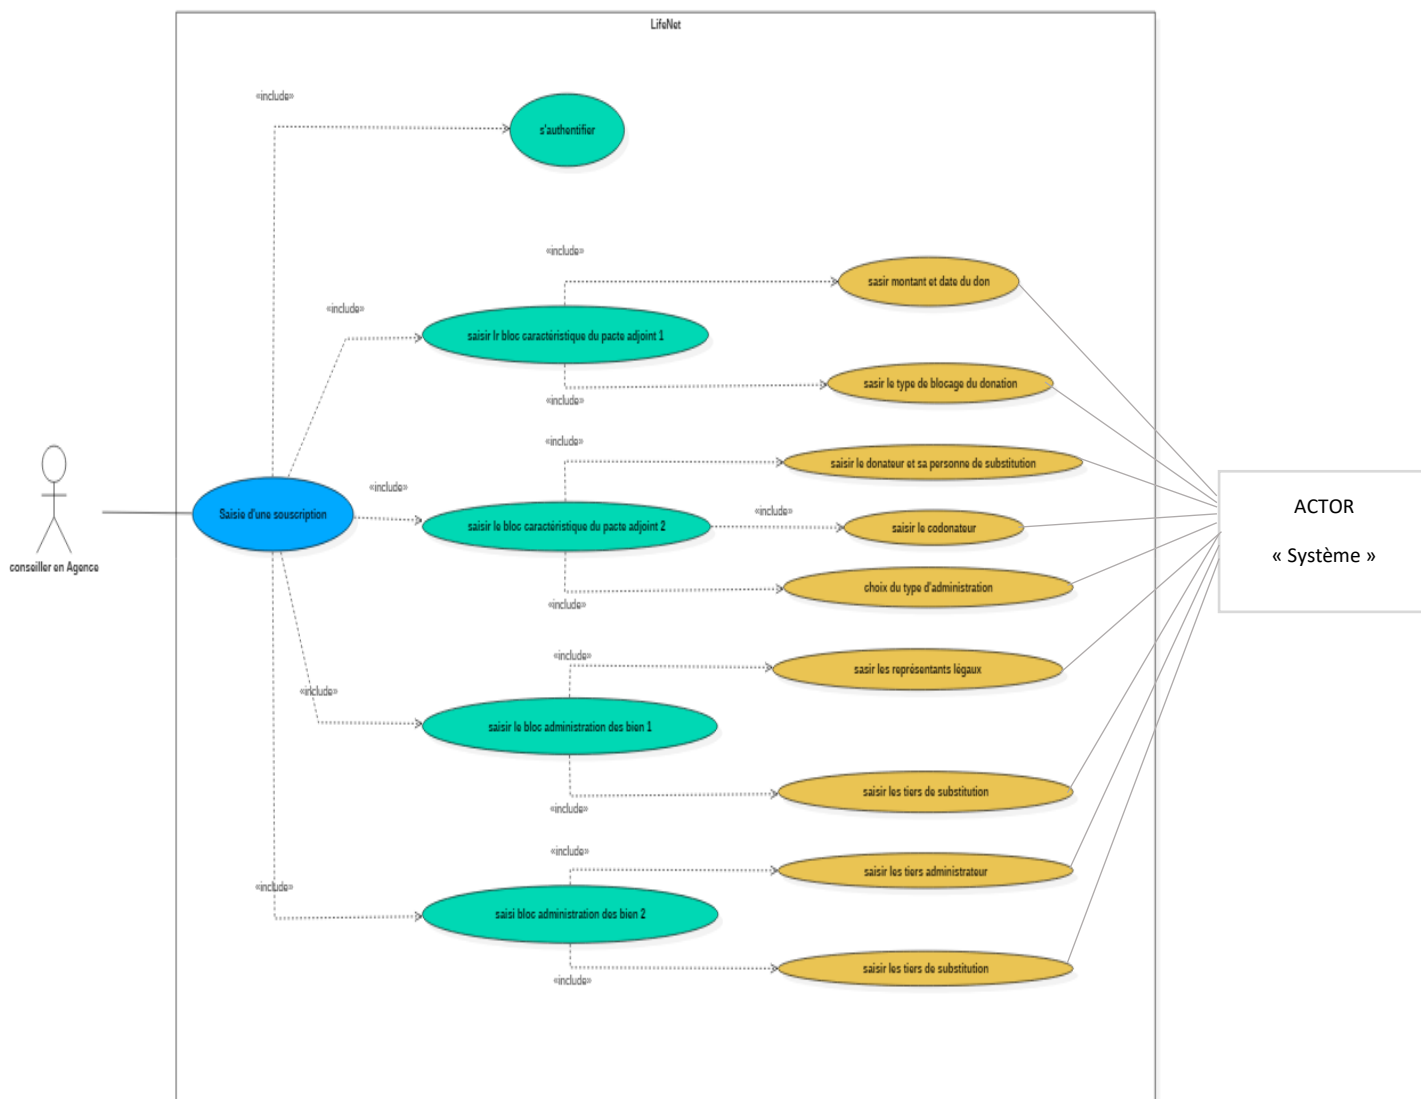 LifeNet
«include»
s'authentifier
«include»
sasir montant et date du don
«include»
saisir lr bloc caractéristique du pacte adjoint 1
sasir le type de blocage du donation
«include»
«include»
saisir le donateur et sa personne de substitution
«include»
«include»
ACTOR
« Système »
Saisie d'une souscription
saisir le bloc caractéristique du pacte adjoint 2
saisir le codonateur
conseiller en Agence
choix du type d'administration
«include»
«include»
sasir les représentants légaux
«include»
saisir le bloc administration des bien 1
saisir les tiers de substitution
«include»
«include»
saisir les tiers administrateur
«include»
saisi bloc administration des bien 2
saisir les tiers de substitution
«include»